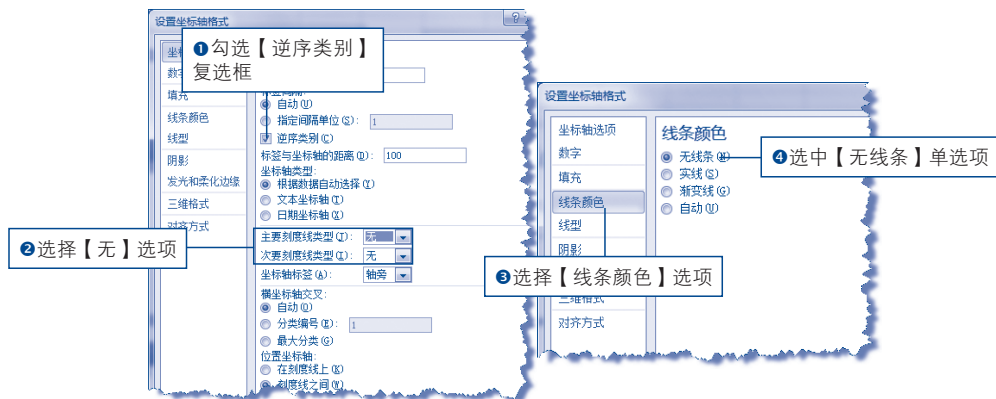 设置坐标轴格式
❶勾选【逆序类别】
复选框
数字
填充
自动(U)
线条颜色
指定间隔单位(S): 1
线型
逆序类别(C)
阴影
标签与坐标轴的距离(D): 100
发光和柔化边缘
坐标轴类型:
根据数据自动选择(Y)
三维格式
文本坐标轴(T)
对齐方式
日期坐标轴(X)
❷选择【无】选项
主要刻度线类型(J): 无
次要刻度线类型(I): 无
坐标轴标签(A): 轴旁
横坐标轴交叉:
自动(O)
分类编号(E): 1
最大分类(G)
位置坐标轴:
在刻度线上(K)
刻度线之间(W)
设置坐标轴格式
坐标轴选项
数字
填充
线条颜色
线型
阴影
三维格式
对齐方式
线条颜色
无线条(N)
实线(S)
渐变线(G)
自动(U)
❹选中【无线条】单选项
❸选择【线条颜色】选项